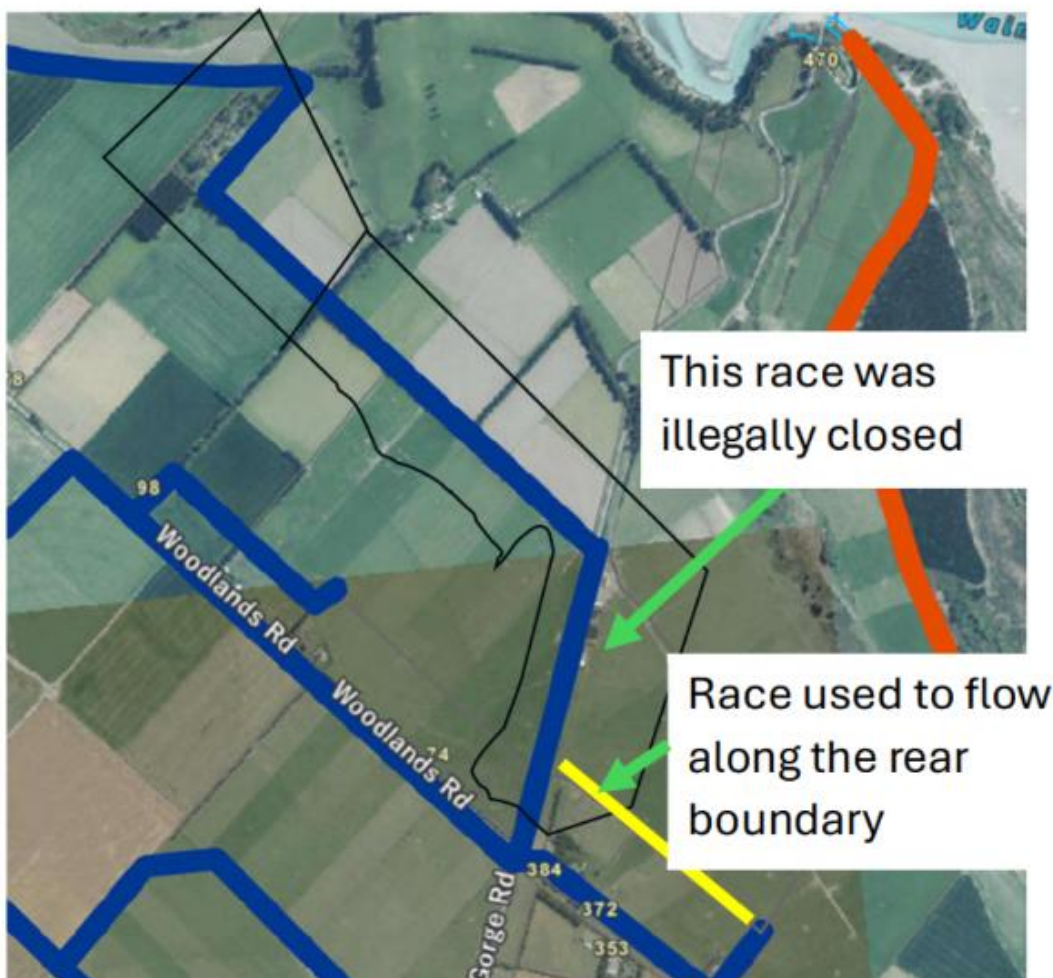 Wain
470
This race was
illegally closed
98
Woodlands Rd
Race used to flow
along the rear
boundary
Woodlands Rd
384
372
353
Gorge Rd